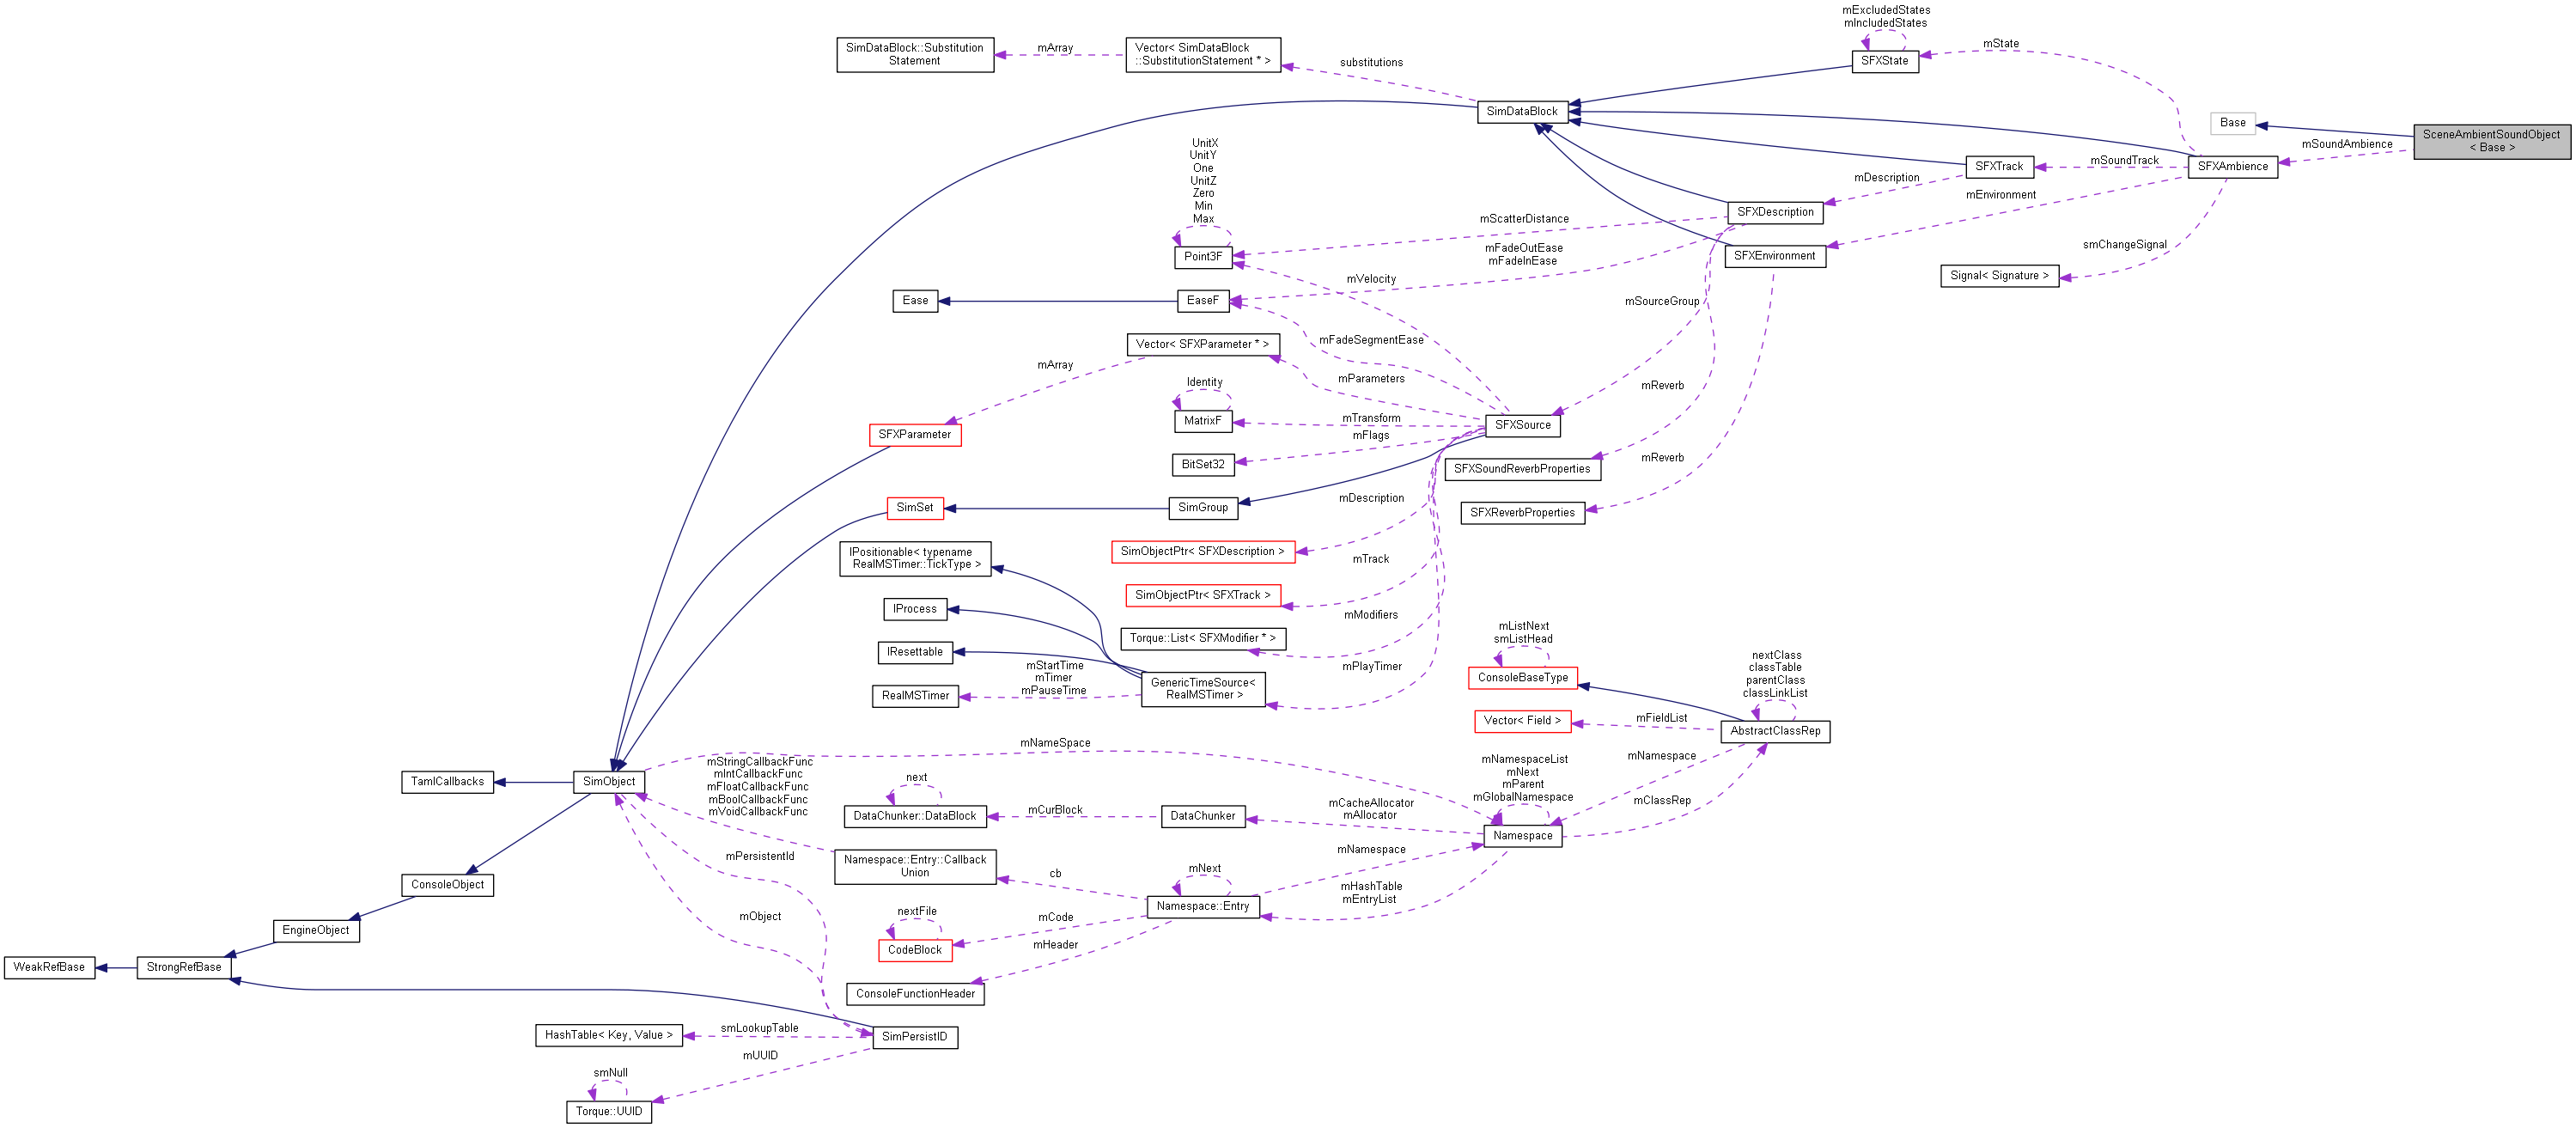 mExcludedStates
mIncludedStates
SimDataBlock::Substitution
Statement
mArray
Vector< SimDataBlock
::SubstitutionStatement * >
substitutions
SFXState
mState
SimDataBlock
Base
SceneAmbientSoundObject
< Base >
mSoundAmbience
SFXAmbience
mSoundTrack
SFXTrack
mDescription
mEnvironment
SFXDescription
smChangeSignal
SFXEnvironment
Signal< Signature >
UnitX
UnitY
One
UnitZ
Zero
Min
Max
Point3F
mScatterDistance
mFadeOutEase
mFadeInEase
mVelocity
mSourceGroup
Ease
EaseF
mFadeSegmentEase
Vector< SFXParameter * >
mArray
mParameters
mReverb
Identity
MatrixF
mTransform
mFlags
SFXSource
SFXParameter
BitSet32
SFXSoundReverbProperties
mReverb
SFXReverbProperties
SimSet
SimGroup
mDescription
SimObjectPtr< SFXDescription >
IPositionable< typename
RealMSTimer::TickType >
mTrack
SimObjectPtr< SFXTrack >
IProcess
mModifiers
Torque::List< SFXModifier * >
IResettable
mStartTime
mTimer
mPauseTime
RealMSTimer
GenericTimeSource<
RealMSTimer >
mPlayTimer
mListNext
smListHead
ConsoleBaseType
nextClass
classTable
parentClass
classLinkList
Vector< Field >
mFieldList
AbstractClassRep
mNameSpace
mNamespace
mClassRep
mNamespaceList
mNext
mParent
mGlobalNamespace
Namespace
TamlCallbacks
SimObject
mStringCallbackFunc
mIntCallbackFunc
mFloatCallbackFunc
mBoolCallbackFunc
mVoidCallbackFunc
next
DataChunker::DataBlock
mCurBlock
DataChunker
mCacheAllocator
mAllocator
mPersistentId
Namespace::Entry::Callback
Union
cb
mNext
Namespace::Entry
mNamespace
mHashTable
mEntryList
ConsoleObject
mObject
nextFile
CodeBlock
mCode
mHeader
EngineObject
WeakRefBase
StrongRefBase
ConsoleFunctionHeader
HashTable< Key, Value >
smLookupTable
SimPersistID
mUUID
smNull
Torque::UUID